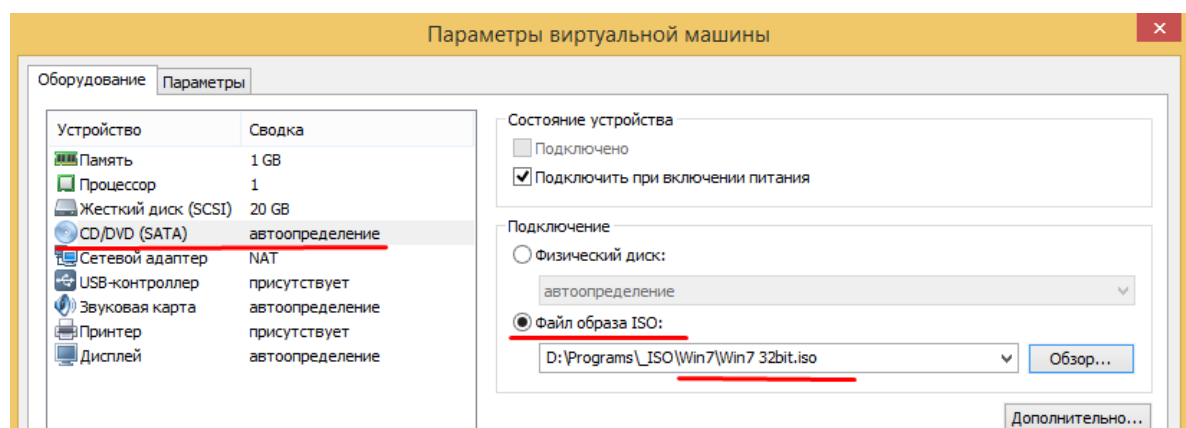 Параметры виртуальной машины
Оборудование Параметры
Устройство Сводка
Память 1 GB
Процессор 1
Жесткий диск (SCSI) 20 GB
CD/DVD (SATA) автоопределение
Сетевой адаптер NAT
USB-контроллер присутствует
Звуковая карта автоопределение
Принтер присутствует
Дисплей автоопределение
Состояние устройства
Подключено
Подключить при включении питания
Подключение
Физический диск:
автоопределение
Файл образа ISO:
D:\Programs\_ISO\Win7\Win7 32bit.iso Обзор...
Дополнительно...